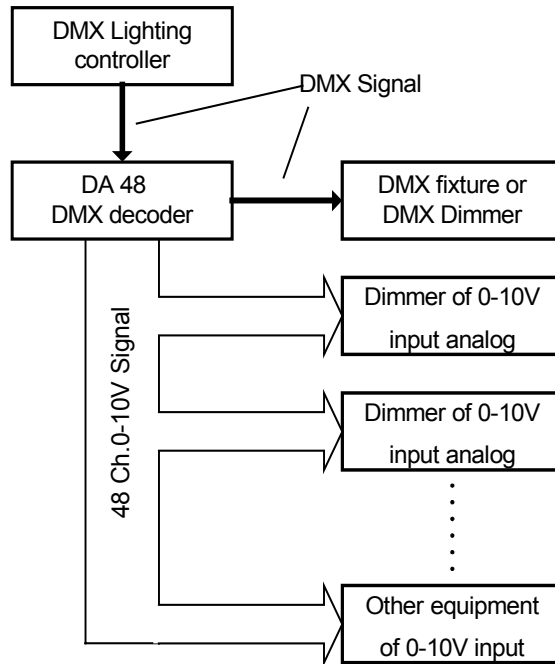 DMX Lighting
controller
DMX Signal
DA 48
DMX decoder
DMX fixture or
DMX Dimmer
48 Ch.0-10V Signal
Dimmer of 0-10V
input analog
Dimmer of 0-10V
input analog
Other equipment
of 0-10V input